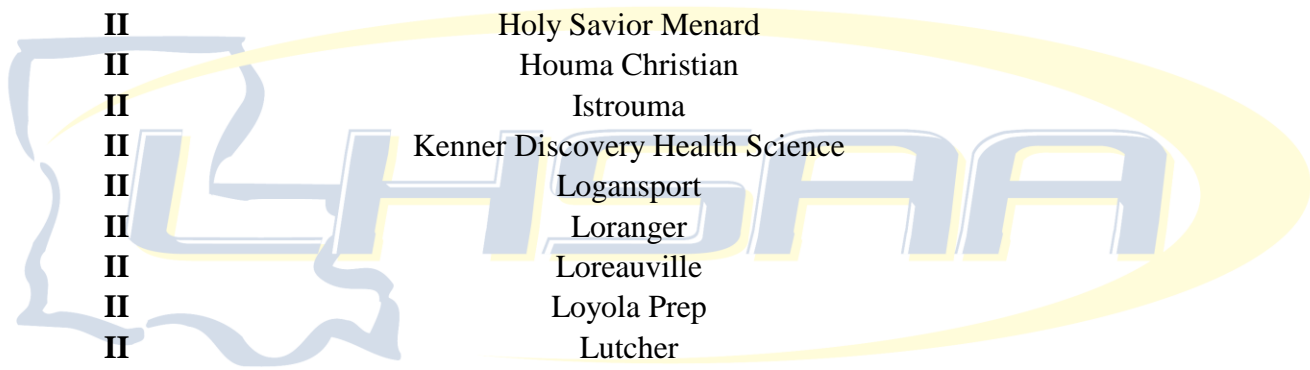 II Holy Savior Menard
II Houma Christian
II Istrouma
II Kenner Discovery Health Science
II Logansport
II Loranger
II Loreauville
II Loyola Prep
II Lutcher
LHSAA